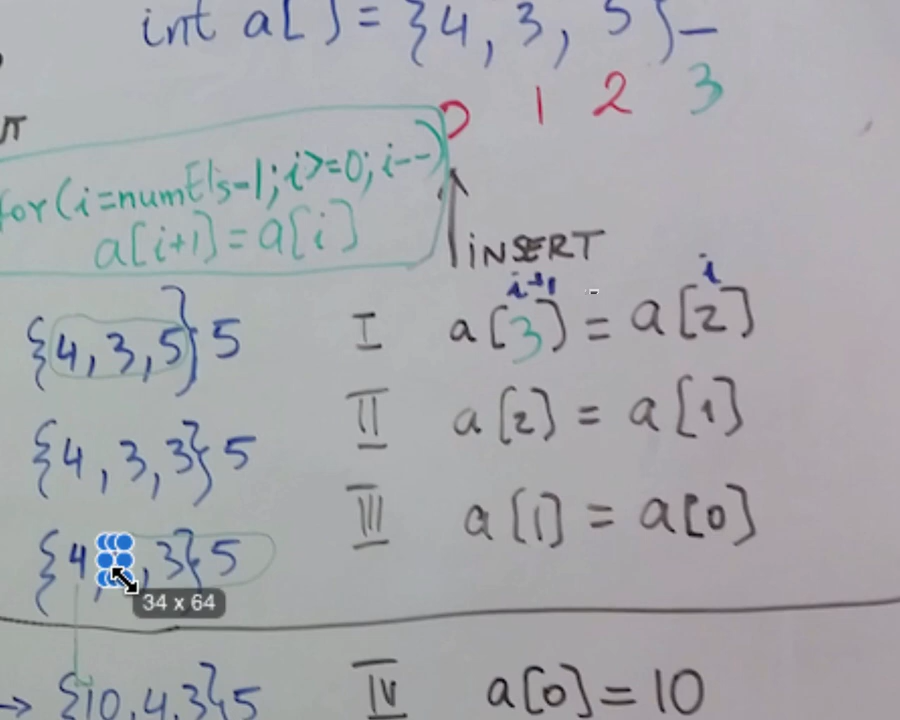 int a[ ] = {4, 3, 5}_
0 1 2 3
for(i=numEls-1; i>=0; i--)
a[i+1] = a[i]
INSERT
i+1 i
{4, 3, 5} 5 I a[3] = a[2]
{4, 3, 3} 5 II a[2] = a[1]
{4, , 3} 5 III a[1] = a[0]
34 x 64
→ {10, 4, 3} 5 IV a[0] = 10